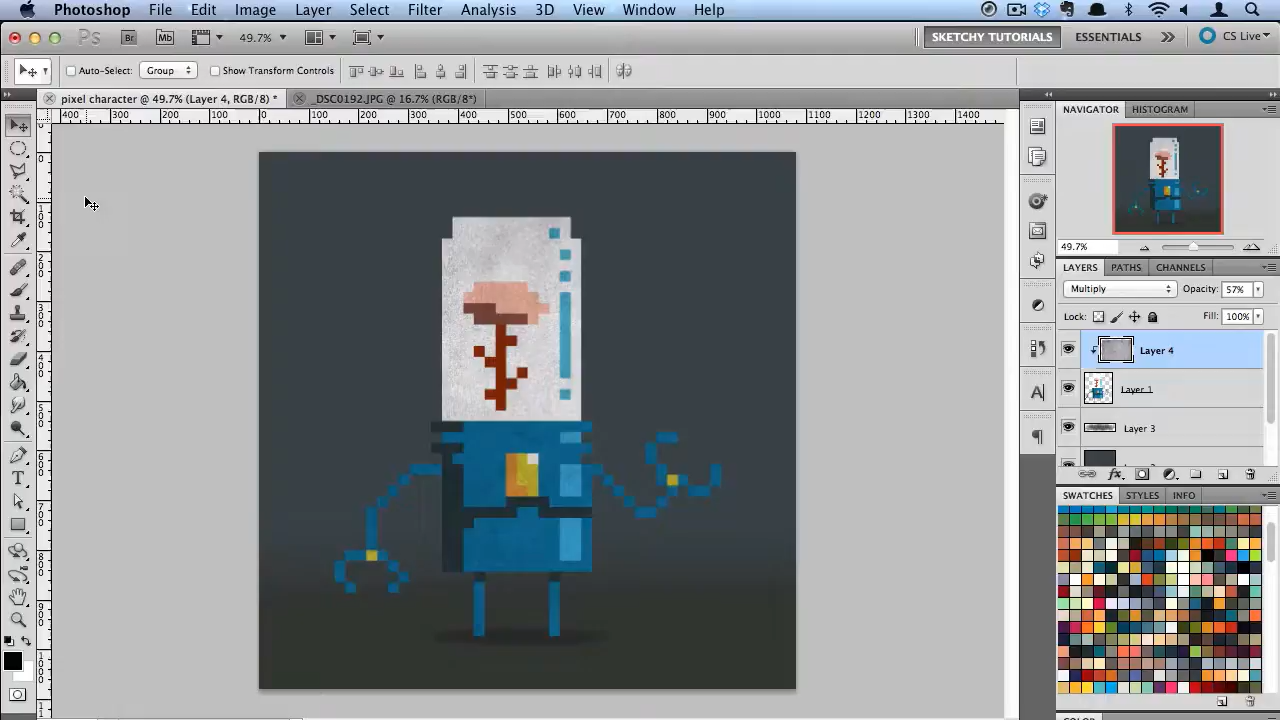 Photoshop File Edit Image Layer Select Filter Analysis 3D View Window Help
Ps Br Mb 49.7% SKETCHY TUTORIALS ESSENTIALS CS Live
Auto-Select: Group Show Transform Controls
pixel character @ 49.7% (Layer 4, RGB/8) * _DSC0192.JPG @ 16.7% (RGB/8*)
NAVIGATOR HISTOGRAM
400 300 200 100 0 100 200 300 400 500 600 700 800 900 1000 1100 1200 1300 1400
49.7%
LAYERS PATHS CHANNELS
Multiply Opacity: 57%
Lock: Fill: 100%
Layer 4
Layer 1
Layer 3
SWATCHES STYLES INFO